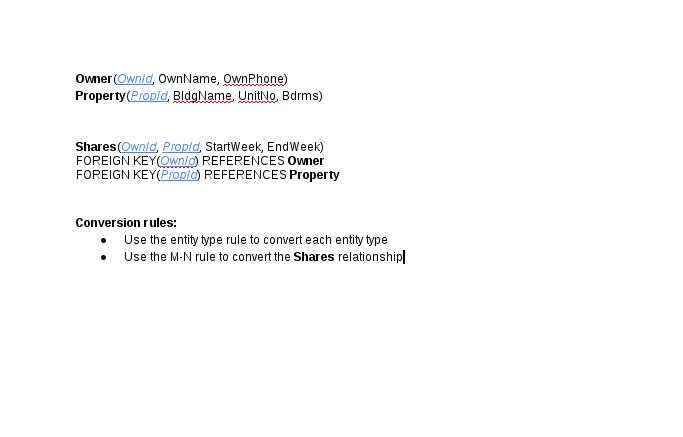 Owner(OwnId, OwnName, OwnPhone)
Property(PropId, BldgName, UnitNo, Bdrms)
Shares(OwnId, PropId, StartWeek, EndWeek)
FOREIGN KEY(OwnId) REFERENCES Owner
FOREIGN KEY(PropId) REFERENCES Property
Conversion rules:
● Use the entity type rule to convert each entity type
● Use the M-N rule to convert the Shares relationship